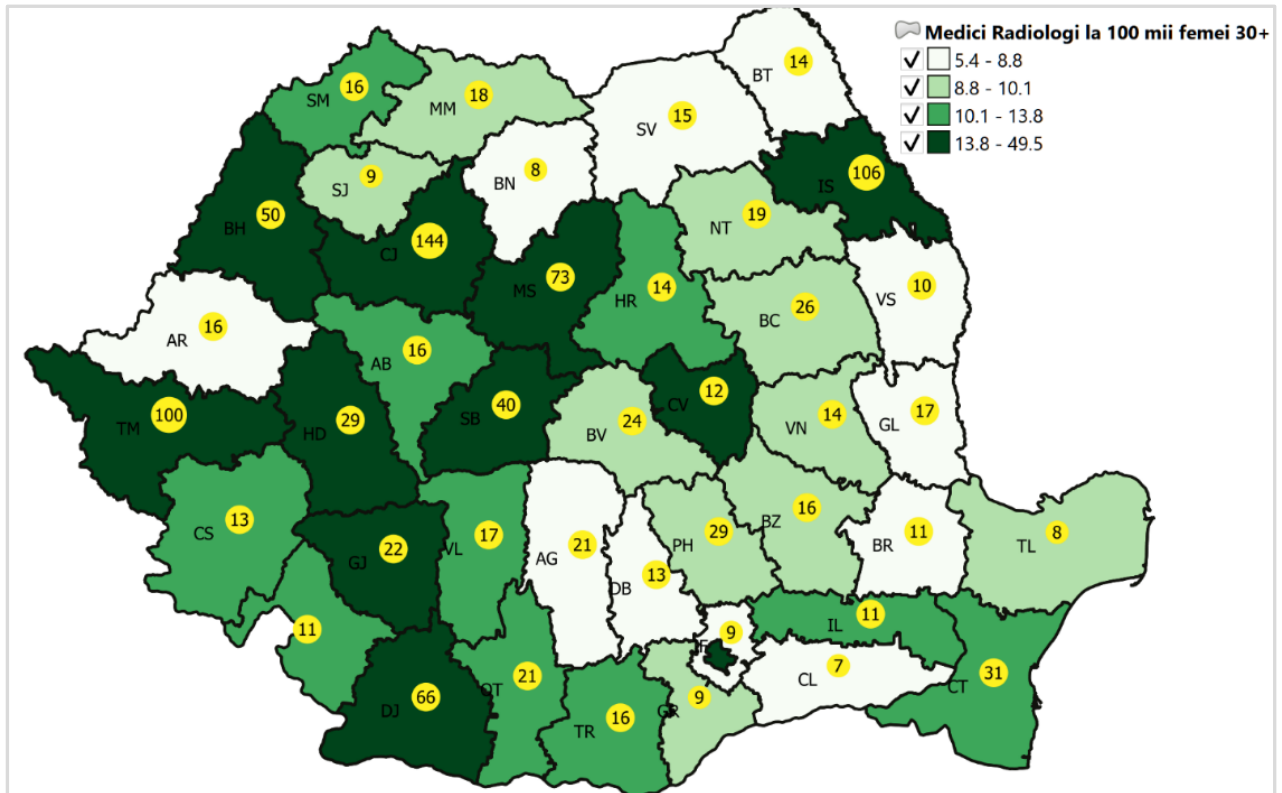 Medici Radiologi la 100 mii femei 30+
5.4 - 8.8
8.8 - 10.1
10.1 - 13.8
13.8 - 49.5
BT 14
SM 16
MM 18
SV 15
IS 106
SJ 9
BN 8
BH 50
NT 19
CJ 144
MS 73
HR 14
VS 10
BC 26
AR 16
AB 16
CV 12
TM 100
HD 29
SB 40
BV 24
VN 14
GL 17
CS 13
GJ 22
VL 17
AG 21
DB 13
PH 29
BZ 16
BR 11
TL 8
11
9
IL 11
DJ 66
OT 21
TR 16
GR 9
CL 7
CT 31